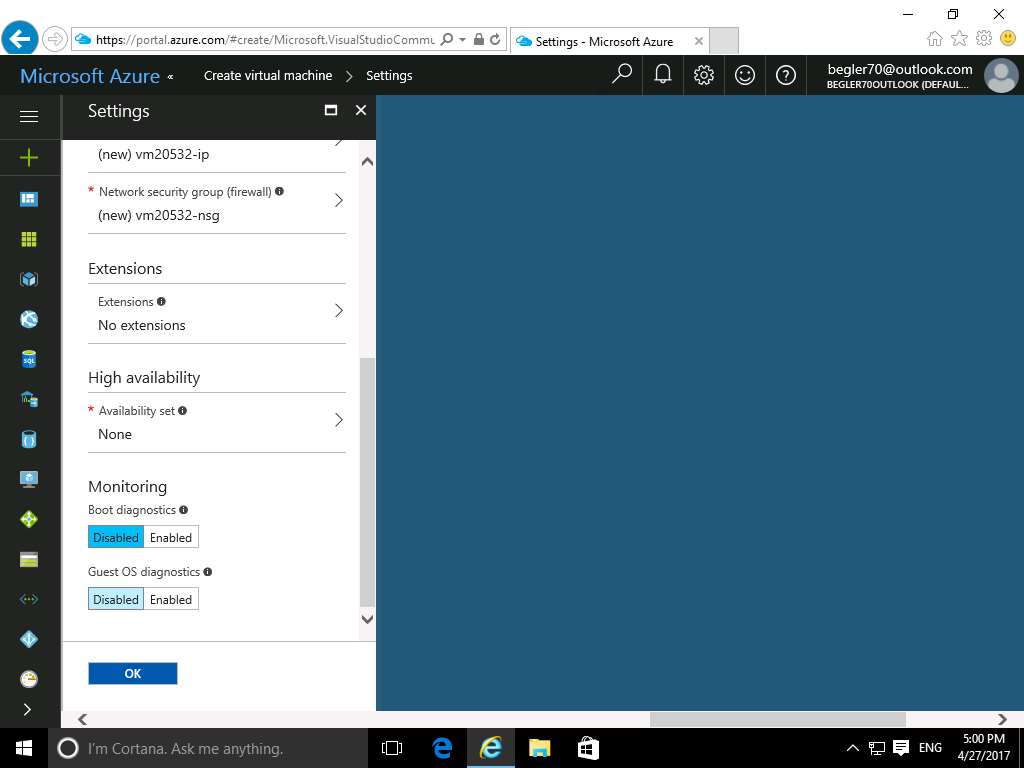 https://portal.azure.com/#create/Microsoft.VisualStudioCommu
Settings - Microsoft Azure
Microsoft Azure «
Create virtual machine > Settings
begler70@outlook.com
BEGLER70OUTLOOK (DEFAUL...
Settings
(new) vm20532-ip
* Network security group (firewall)
(new) vm20532-nsg
Extensions
Extensions
No extensions
High availability
* Availability set
None
Monitoring
Boot diagnostics
Disabled Enabled
Guest OS diagnostics
Disabled Enabled
OK
I'm Cortana. Ask me anything.
ENG
5:00 PM
4/27/2017